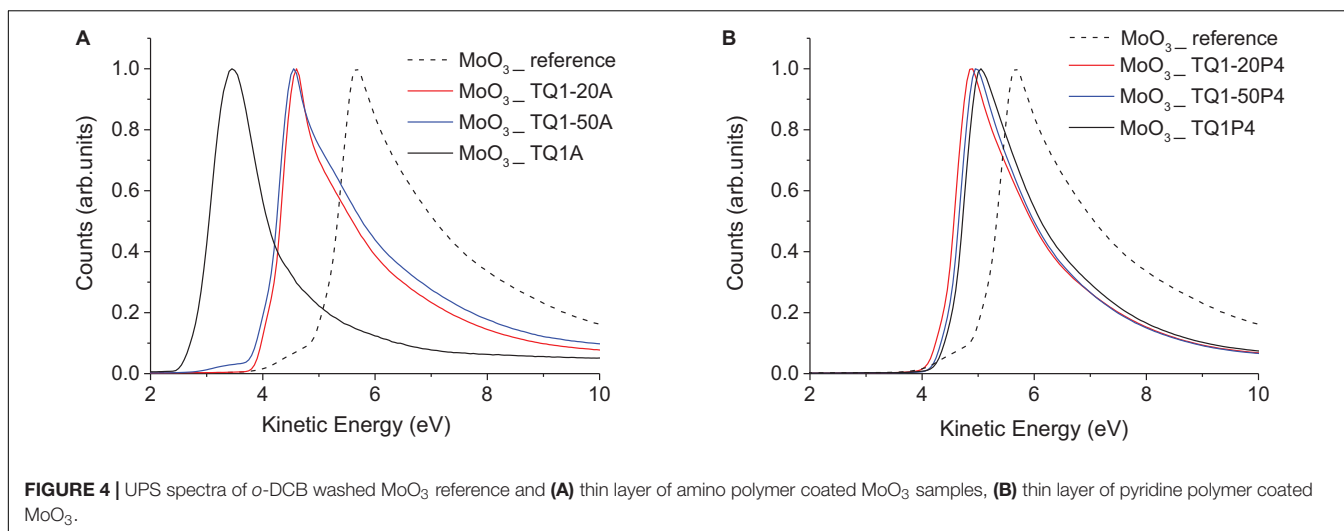 A
MoO₃_ reference
MoO₃_ TQ1-20A
MoO₃_ TQ1-50A
MoO₃_ TQ1A
1.0
0.8
0.6
0.4
0.2
0.0
Counts (arb.units)
2 4 6 8 10
Kinetic Energy (eV)
B
MoO₃_ reference
MoO₃_ TQ1-20P4
MoO₃_ TQ1-50P4
MoO₃_ TQ1P4
1.0
0.8
0.6
0.4
0.2
0.0
Counts (arb.units)
2 4 6 8 10
Kinetic Energy (eV)
FIGURE 4 | UPS spectra of o-DCB washed MoO₃ reference and (A) thin layer of amino polymer coated MoO₃ samples, (B) thin layer of pyridine polymer coated
MoO₃.